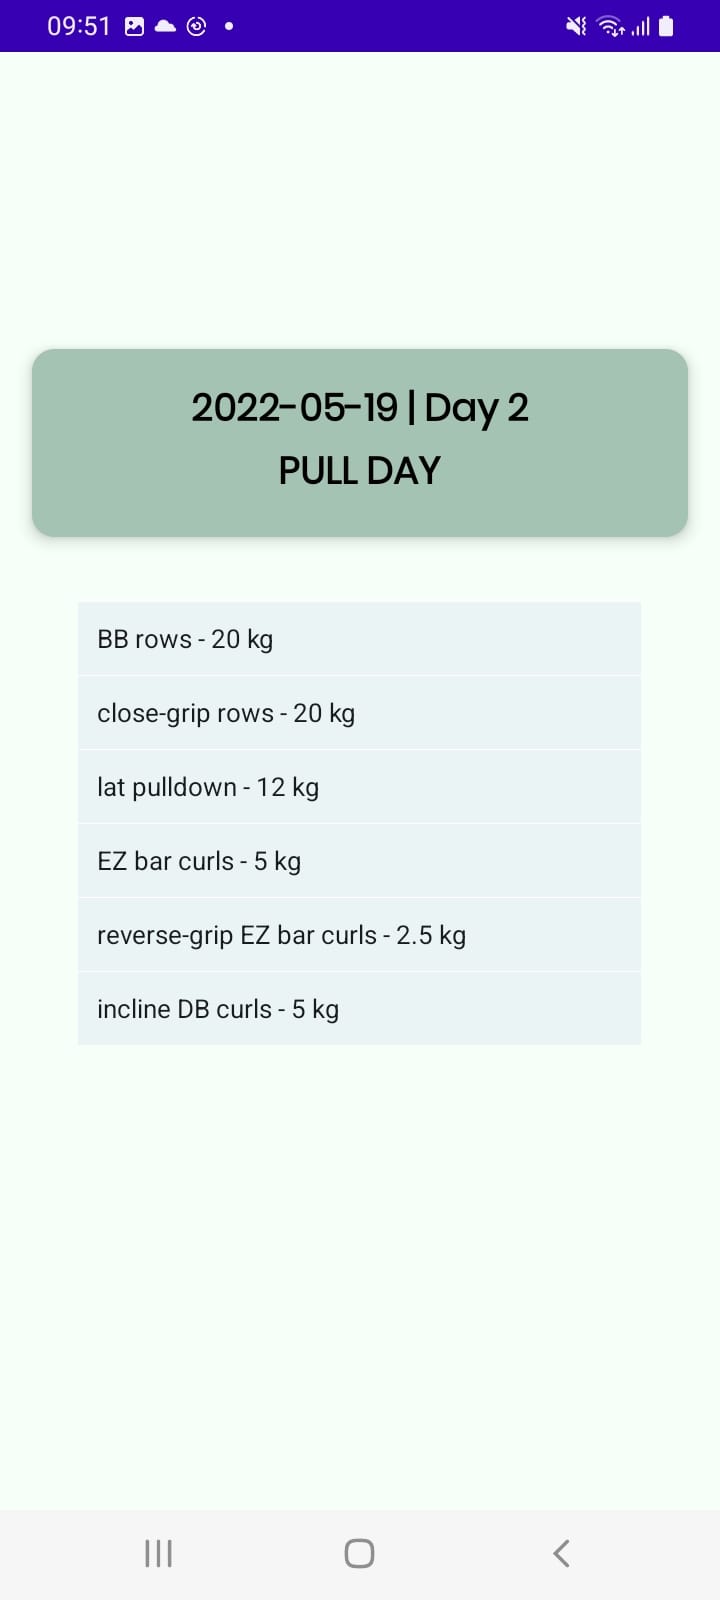 09:51
2022-05-19 | Day 2
PULL DAY
BB rows - 20 kg
close-grip rows - 20 kg
lat pulldown - 12 kg
EZ bar curls - 5 kg
reverse-grip EZ bar curls - 2.5 kg
incline DB curls - 5 kg